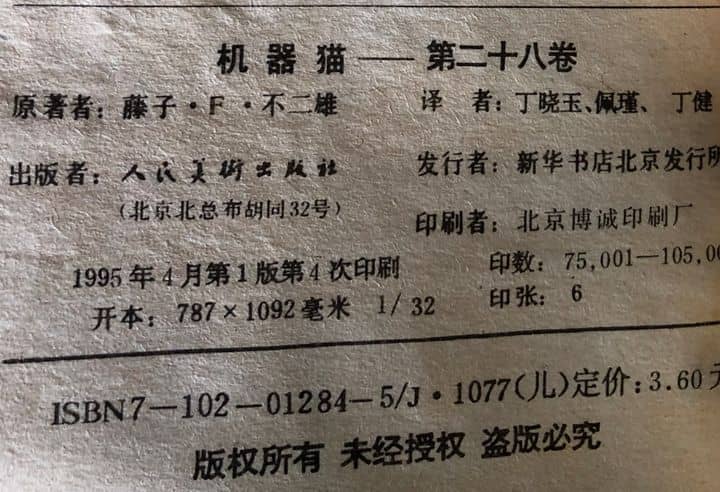 机器猫——第二十八卷
原著者：藤子·F·不二雄 译 者：丁晓玉、佩瑾、丁健
出版者：人民美术出版社 发行者：新华书店北京发行所
（北京北总布胡同32号） 印刷者：北京博诚印刷厂
1995年4月第1版第4次印刷 印数：75,001—105,00
开本：787×1092毫米 1/32 印张：6
ISBN7—102—01284—5/J·1077(儿)定价：3.60元
版权所有 未经授权 盗版必究